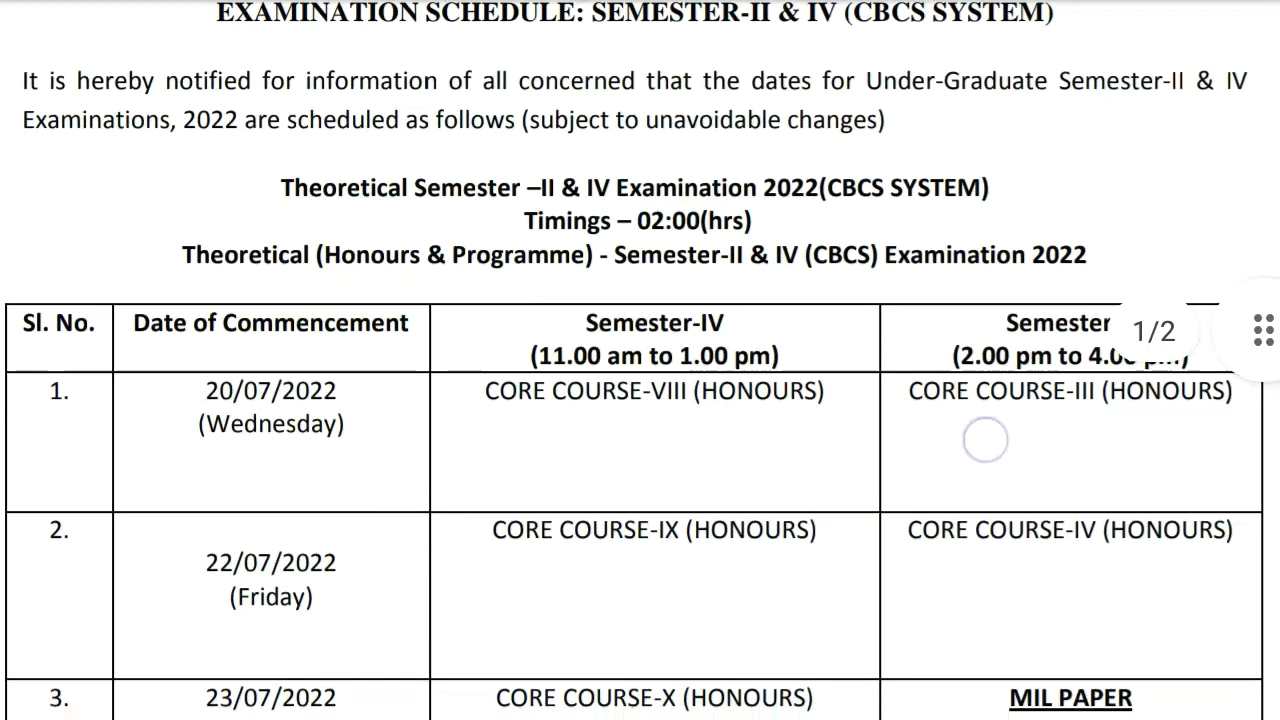 EXAMINATION SCHEDULE: SEMESTER-II & IV (CBCS SYSTEM)
It is hereby notified for information of all concerned that the dates for Under-Graduate Semester-II & IV
Examinations, 2022 are scheduled as follows (subject to unavoidable changes)
Theoretical Semester –II & IV Examination 2022(CBCS SYSTEM)
Timings – 02:00(hrs)
Theoretical (Honours & Programme) - Semester-II & IV (CBCS) Examination 2022
Sl. No. Date of Commencement Semester-IV Semester
1/2
(11.00 am to 1.00 pm) (2.00 pm to
1. 20/07/2022 CORE COURSE-VIII (HONOURS) CORE COURSE-III (HONOURS)
(Wednesday)
2. CORE COURSE-IX (HONOURS) CORE COURSE-IV (HONOURS)
22/07/2022
(Friday)
3. 23/07/2022 CORE COURSE-X (HONOURS) MIL PAPER